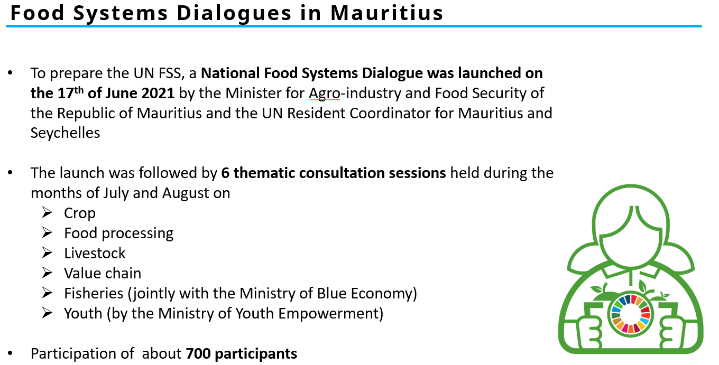 Food Systems Dialogues in Mauritius
• To prepare the UN FSS, a National Food Systems Dialogue was launched on
the 17th of June 2021 by the Minister for Agro-industry and Food Security of
the Republic of Mauritius and the UN Resident Coordinator for Mauritius and
Seychelles
• The launch was followed by 6 thematic consultation sessions held during the
months of July and August on
➢ Crop
➢ Food processing
➢ Livestock
➢ Value chain
➢ Fisheries (jointly with the Ministry of Blue Economy)
➢ Youth (by the Ministry of Youth Empowerment)
• Participation of about 700 participants